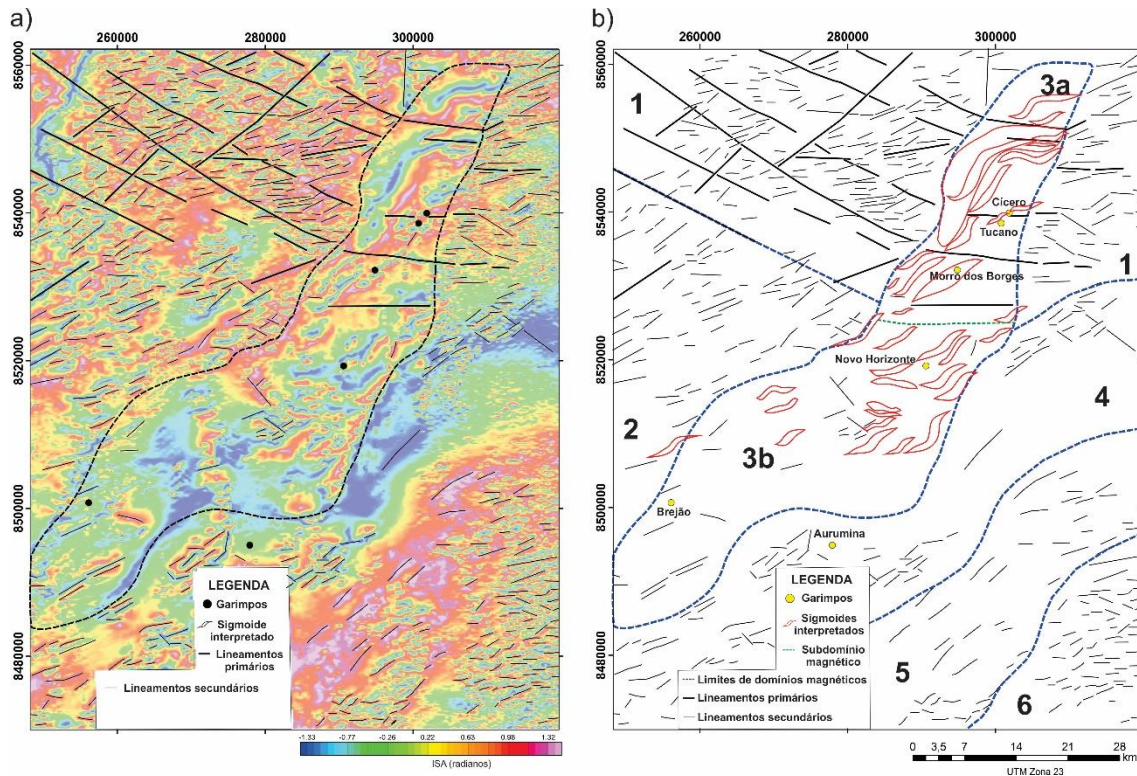 a)
260000
280000
300000
8560000
8540000
8520000
8500000
8480000
LEGENDA
Garimpos
Sigmoide
interpretado
Lineamentos
primários
Lineamentos secundários
-1.33
-0.77
-0.26
0.22
0.63
0.98
1.32
ISA (radianos)
b)
260000
280000
300000
8560000
8540000
8520000
8500000
8480000
1
3a
Cícero
Tucano
Morro dos Borges
1
Novo Horizonte
2
3b
4
Brejão
Aurumina
5
6
LEGENDA
Garimpos
Sigmoides
interpretados
Subdomínio
magnético
Limites de domínios magnéticos
Lineamentos primários
Lineamentos secundários
0 3,5 7 14 21 28
km
UTM Zona 23